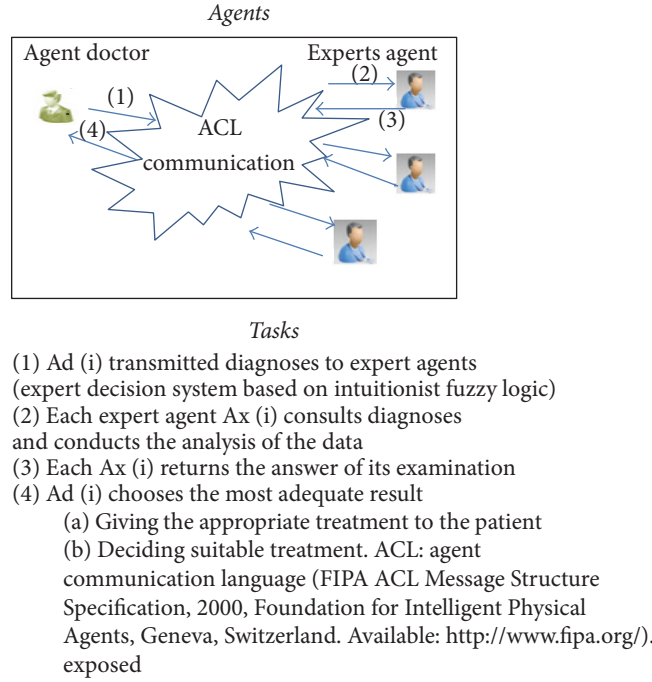 Agents
Agent doctor
Experts agent
(1)
(2)
(3)
(4)
ACL
communication
Tasks
(1) Ad (i) transmitted diagnoses to expert agents
(expert decision system based on intuitionist fuzzy logic)
(2) Each expert agent Ax (i) consults diagnoses
and conducts the analysis of the data
(3) Each Ax (i) returns the answer of its examination
(4) Ad (i) chooses the most adequate result
(a) Giving the appropriate treatment to the patient
(b) Deciding suitable treatment. ACL: agent
communication language (FIPA ACL Message Structure
Specification, 2000, Foundation for Intelligent Physical
Agents, Geneva, Switzerland. Available: http://www.fipa.org/).
exposed